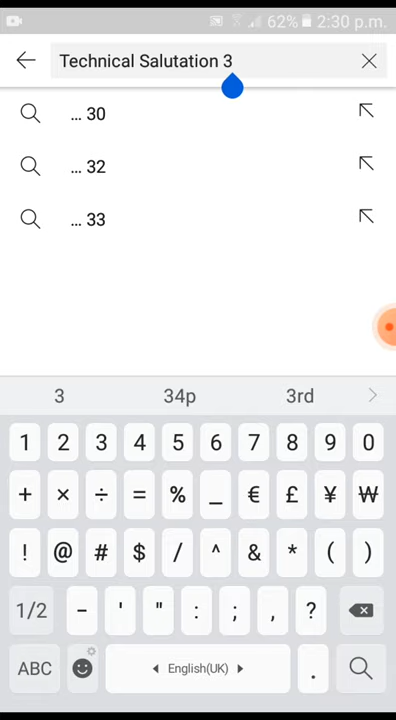 62% 2:30 p.m.
Technical Salutation 3
... 30
... 32
... 33
3 34p 3rd
1 2 3 4 5 6 7 8 9 0
+ × ÷ = % _ € £ ¥ ₩
! @ # $ / ^ & * ( )
1/2 - ' " : ; , ?
ABC English(UK) .